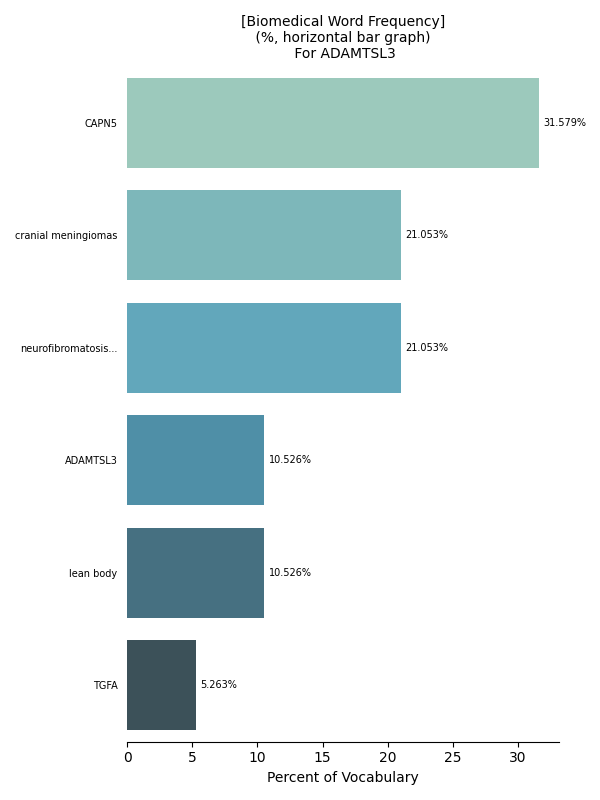 [Biomedical Word Frequency]
(%, horizontal bar graph)
For ADAMTSL3
CAPN5
31.579%
cranial meningiomas
21.053%
neurofibromatosis...
21.053%
ADAMTSL3
10.526%
lean body
10.526%
TGFA
5.263%
0 5 10 15 20 25 30
Percent of Vocabulary